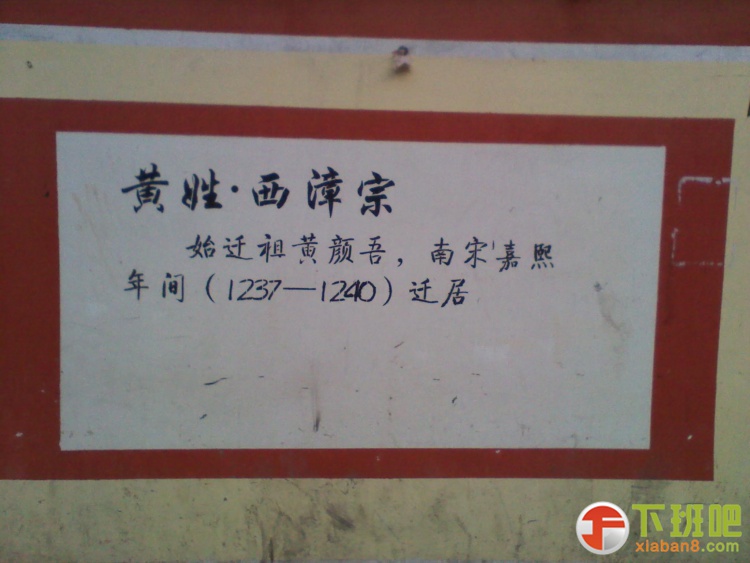 黄姓·西漳宗
始迁祖黄颜吾，南宋嘉熙
年间（1237—1240）迁居
下班吧
xiaban8.com